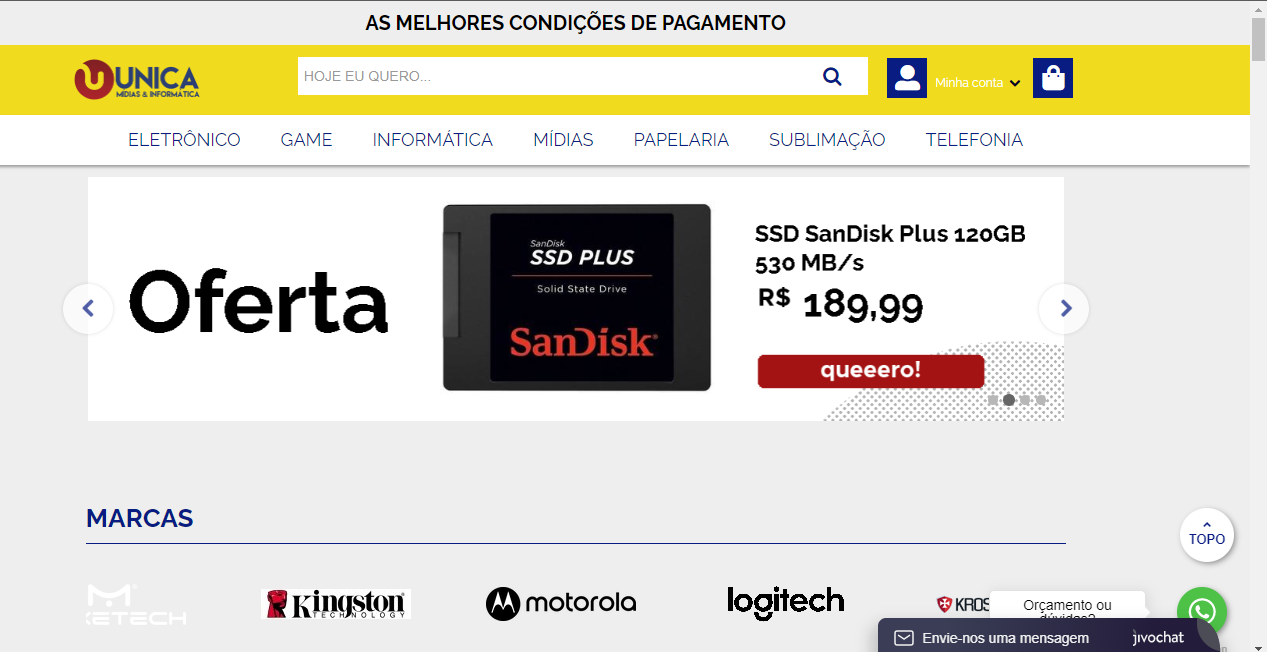 AS MELHORES CONDIÇÕES DE PAGAMENTO
UNICA
MÍDIAS & INFORMÁTICA
HOJE EU QUERO...
Minha conta
ELETRÔNICO GAME INFORMÁTICA MÍDIAS PAPELARIA SUBLIMAÇÃO TELEFONIA
Oferta
SanDisk
SSD PLUS
Solid State Drive
SanDisk
SSD SanDisk Plus 120GB
530 MB/s
R$ 189,99
queeero!
MARCAS
TOPO
KETECH
Kingston
TECHNOLOGY
motorola
logitech
KROS
Orçamento ou
dúvidas?
Envie-nos uma mensagem
jivochat